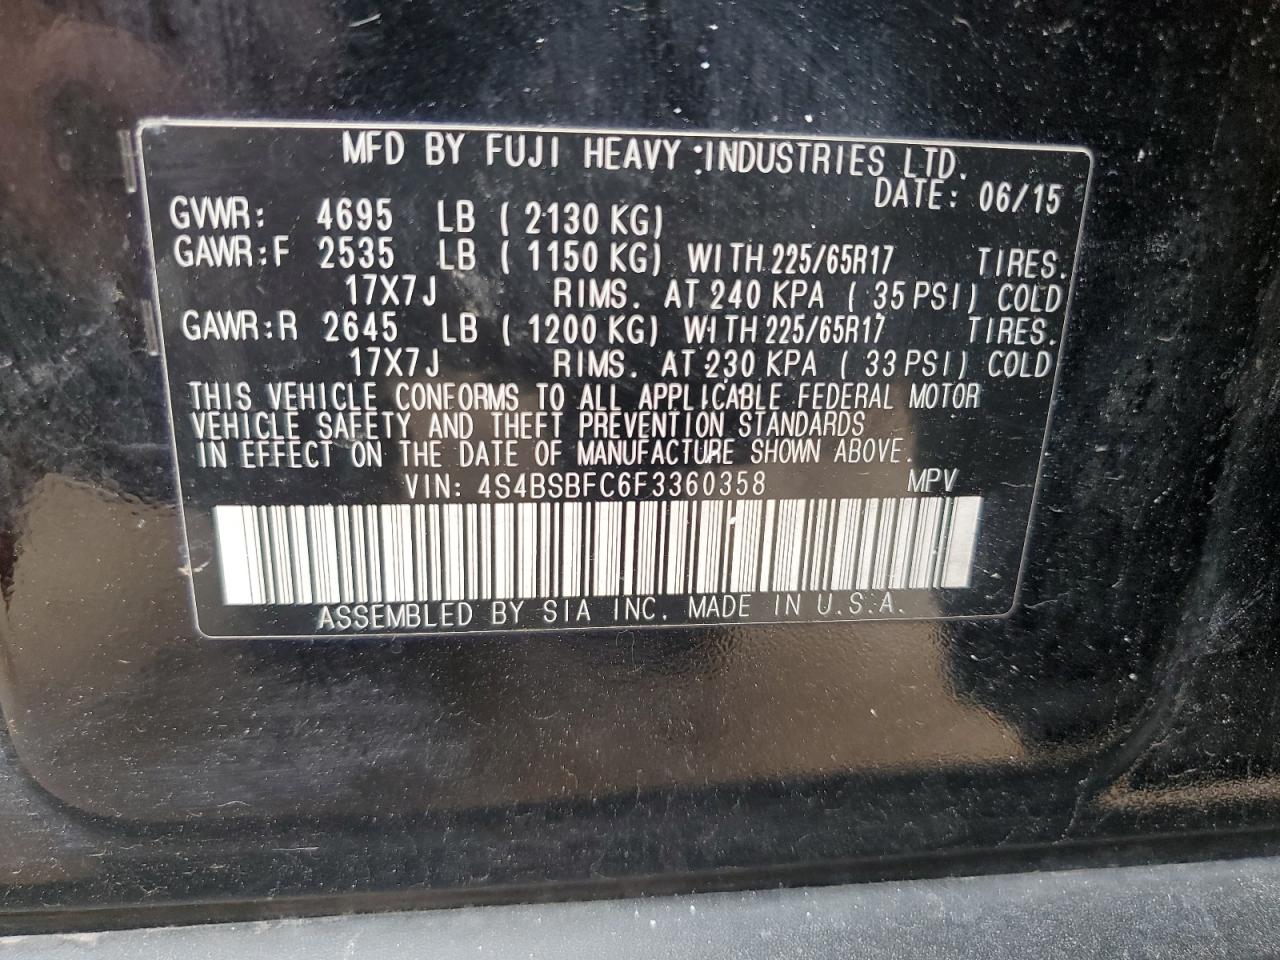 MFD BY FUJI HEAVY INDUSTRIES LTD.
DATE: 06/15
GVWR: 4695 LB ( 2130 KG)
GAWR:F 2535 LB ( 1150 KG) WITH 225/65R17 TIRES.
17X7J RIMS. AT 240 KPA ( 35 PSI) COLD
GAWR:R 2645 LB ( 1200 KG) WITH 225/65R17 TIRES.
17X7J RIMS. AT 230 KPA ( 33 PSI) COLD
THIS VEHICLE CONFORMS TO ALL APPLICABLE FEDERAL MOTOR
VEHICLE SAFETY AND THEFT PREVENTION STANDARDS
IN EFFECT ON THE DATE OF MANUFACTURE SHOWN ABOVE.
VIN: 4S4BSBFC6F3360358 MPV
ASSEMBLED BY SIA INC. MADE IN U.S.A.